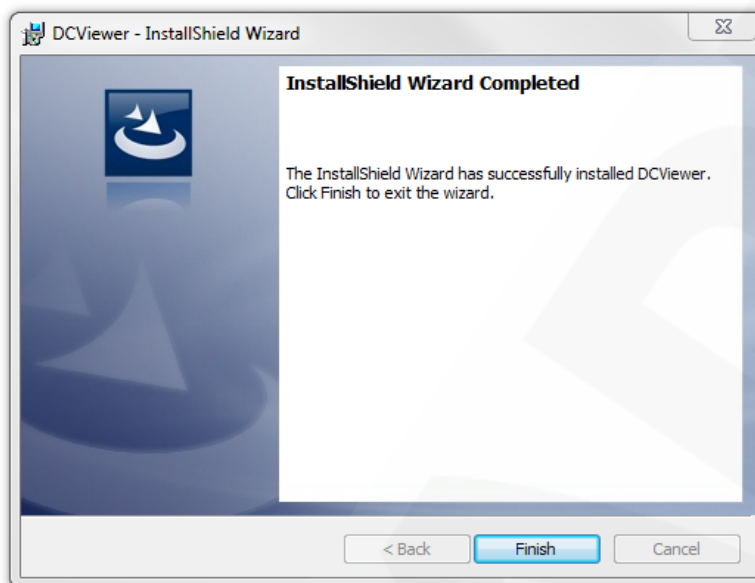 DCViewer - InstallShield Wizard
InstallShield Wizard Completed
The InstallShield Wizard has successfully installed DCViewer.
Click Finish to exit the wizard.
< Back
Finish
Cancel